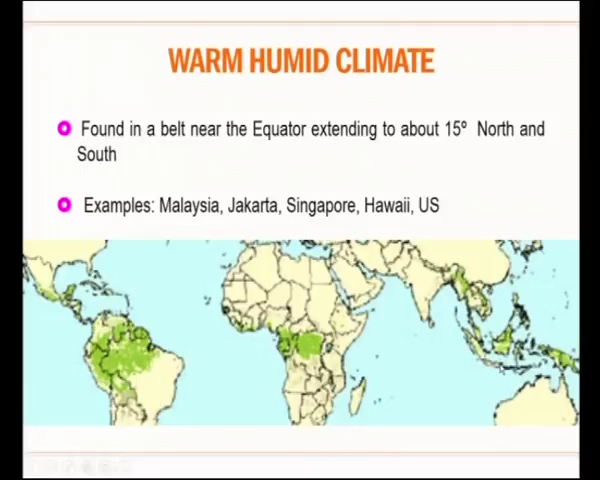 WARM HUMID CLIMATE
Found in a belt near the Equator extending to about 15º North and
South
Examples: Malaysia, Jakarta, Singapore, Hawaii, US